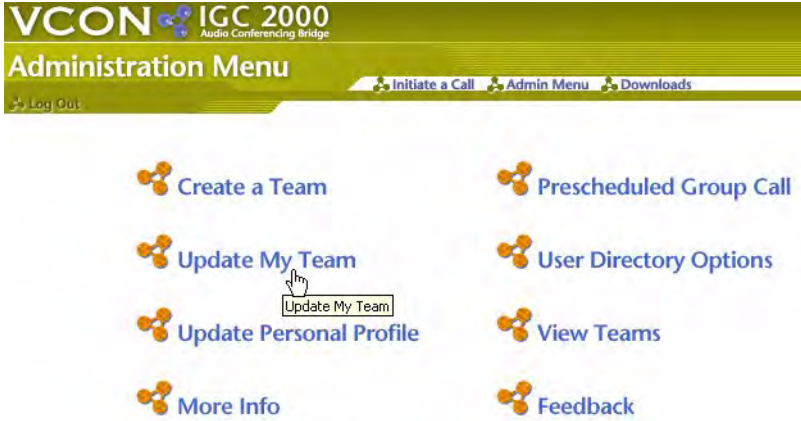 VCON IGC 2000
Audio Conferencing Bridge
Administration Menu
Initiate a Call Admin Menu Downloads
Log Out
Create a Team Prescheduled Group Call
Update My Team User Directory Options
Update My Team
Update Personal Profile View Teams
More Info Feedback